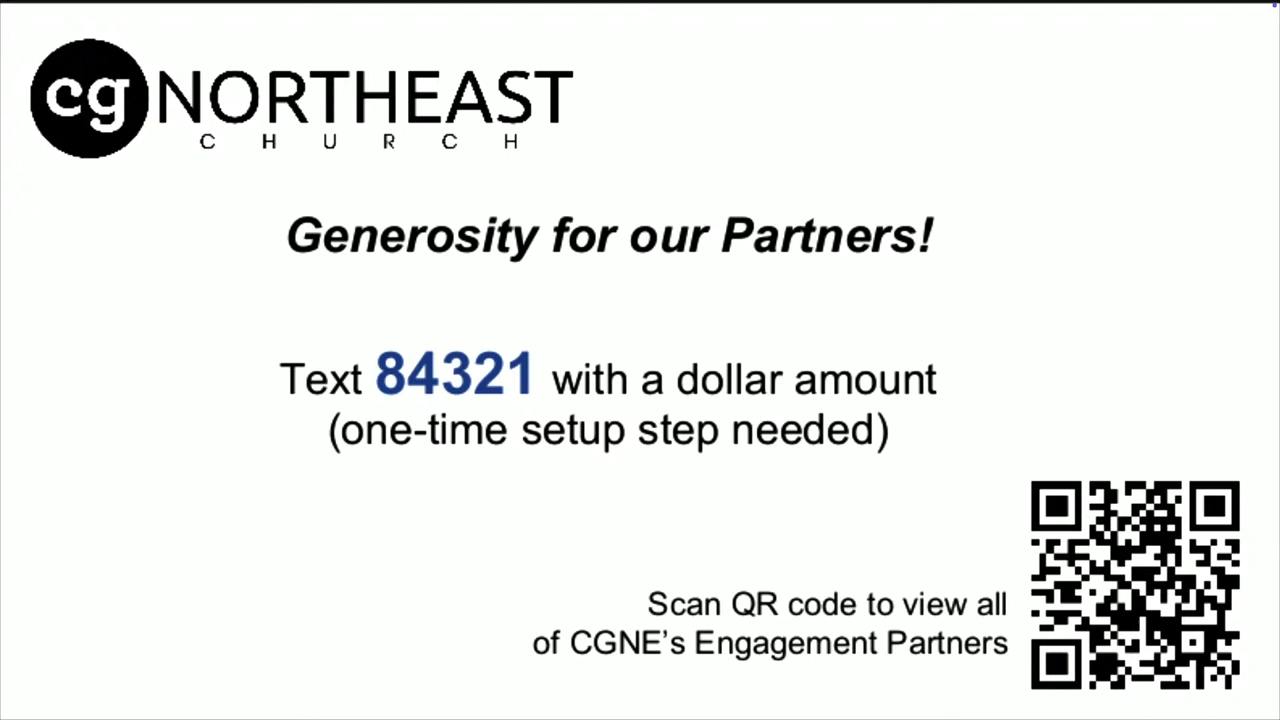 cg NORTHEAST
CHURCH
Generosity for our Partners!
Text 84321 with a dollar amount
(one-time setup step needed)
Scan QR code to view all
of CGNE’s Engagement Partners